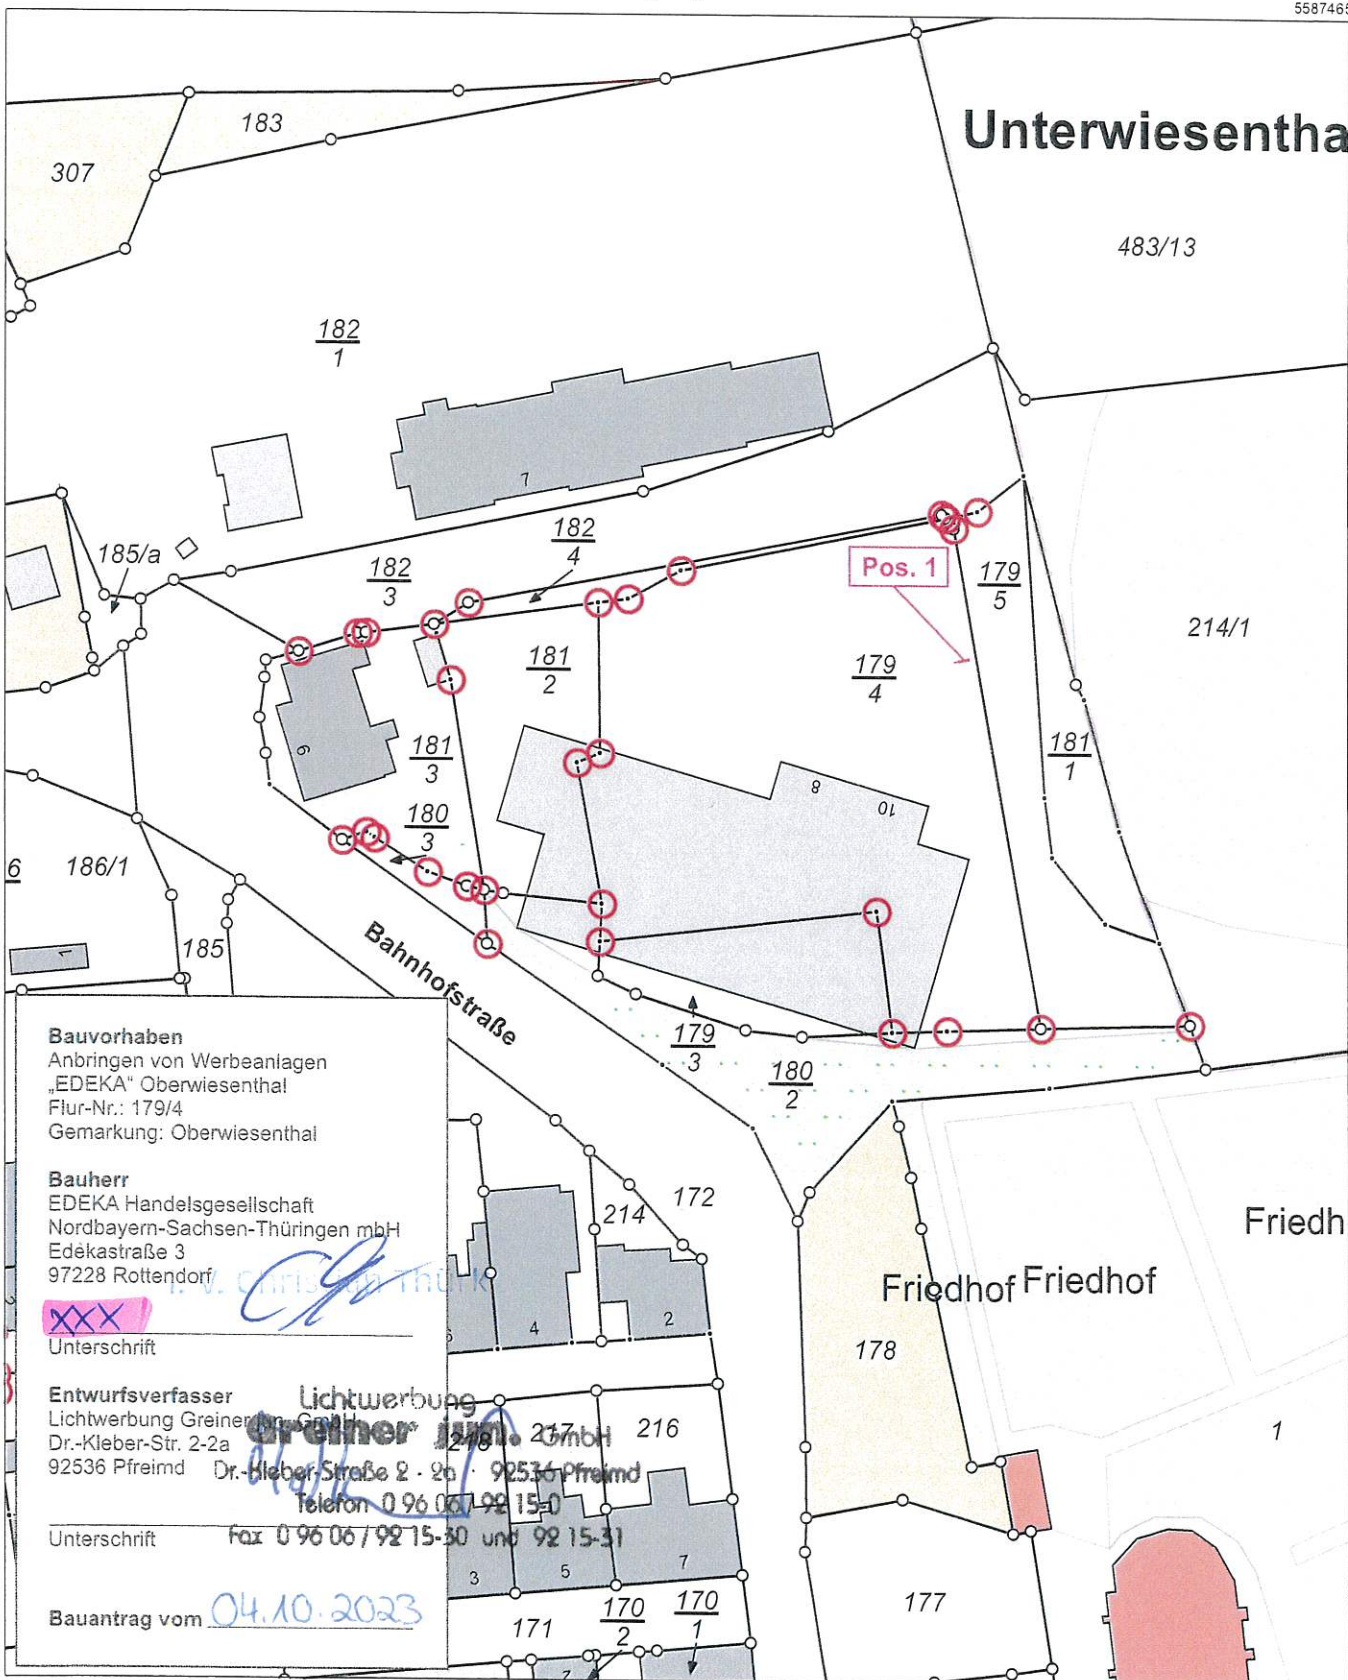 5587465
Unterwiesentha
183
307
483/13
182
1
7
185/a
182
4
182
3
Pos. 1
179
5
214/1
181
2
179
4
181
1
6
181
3
8
10
180
3
6
186/1
185
1
Bahnhofstraße
179
3
180
2
Bauvorhaben
Anbringen von Werbeanlagen
„EDEKA“ Oberwiesenthal
Flur-Nr.: 179/4
Gemarkung: Oberwiesenthal
Bauherr
EDEKA Handelsgesellschaft
Nordbayern-Sachsen-Thüringen mbH
Edekastraße 3
97228 Rottendorf
XXX
Unterschrift
Entwurfsverfasser
Lichtwerbung Greiner jun. GmbH
Dr.-Kleber-Str. 2-2a
92536 Pfreimd
Unterschrift
Bauantrag vom 04.10.2023
Lichtwerbung
Greiner jun. GmbH
Dr.-Kleber-Straße 2 - 2a · 92536 Pfreimd
Telefon 0 96 06 / 92 15-0
Fax 0 96 06 / 92 15-30 und 92 15-31
172
214
4
2
Friedh
Friedhof Friedhof
178
1
217
216
3
5
7
177
171
170
2
170
1